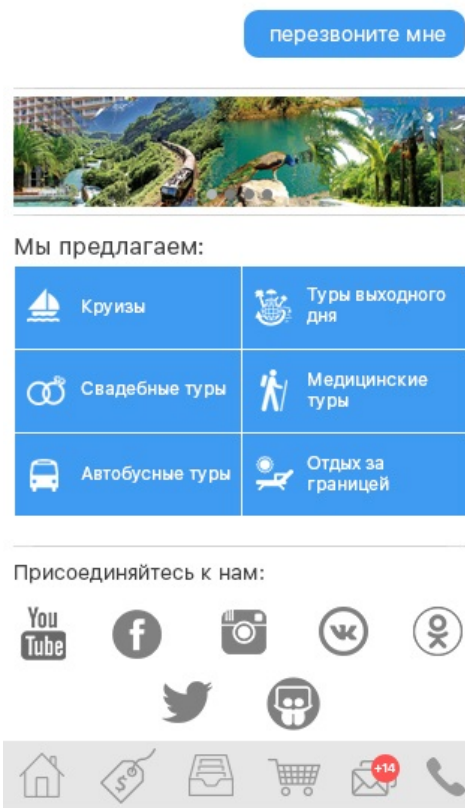 перезвоните мне
Мы предлагаем:
Круизы
Туры выходного
дня
Свадебные туры
Медицинские
туры
Автобусные туры
Отдых за
границей
Присоединяйтесь к нам:
You
Tube
+14